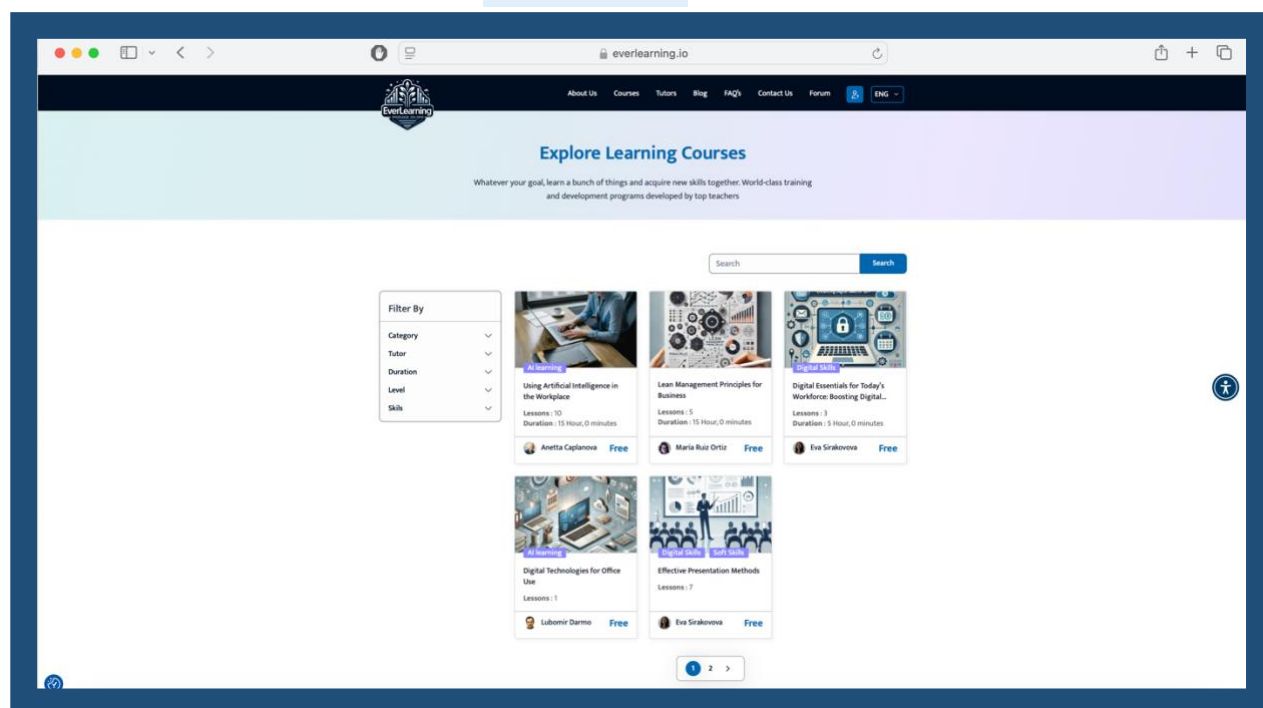 everlearning.io
EverLearning
About Us Courses Tutors Blog FAQ's Contact Us Forum ENG
Explore Learning Courses
Whatever your goal, learn a bunch of things and acquire new skills together. World-class training
and development programs developed by top teachers
Search Search
Filter By
Category
Tutor
Duration
Level
Skills
AI learning
Using Artificial Intelligence in
the Workplace
Lessons : 10
Duration : 15 Hour, 0 minutes
Anetta Caplanova Free
Lean Management Principles for
Business
Lessons : 5
Duration : 15 Hour, 0 minutes
María Ruiz Ortiz Free
Digital Skills
Digital Essentials for Today's
Workforce: Boosting Digital...
Lessons : 3
Duration : 5 Hour, 0 minutes
Eva Sirakovova Free
AI learning
Digital Technologies for Office
Use
Lessons : 1
Lubomir Darmo Free
Digital Skills Soft Skills
Effective Presentation Methods
Lessons : 7
Eva Sirakovova Free
1 2 >